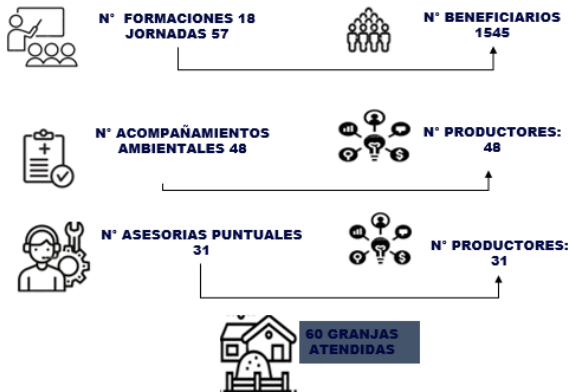 N° FORMACIONES 18
JORNADAS 57
N° BENEFICIARIOS
1545
N° ACOMPAÑAMIENTOS
AMBIENTALES 48
N° PRODUCTORES:
48
N° ASESORIAS PUNTUALES
31
N° PRODUCTORES:
31
60 GRANJAS
ATENDIDAS